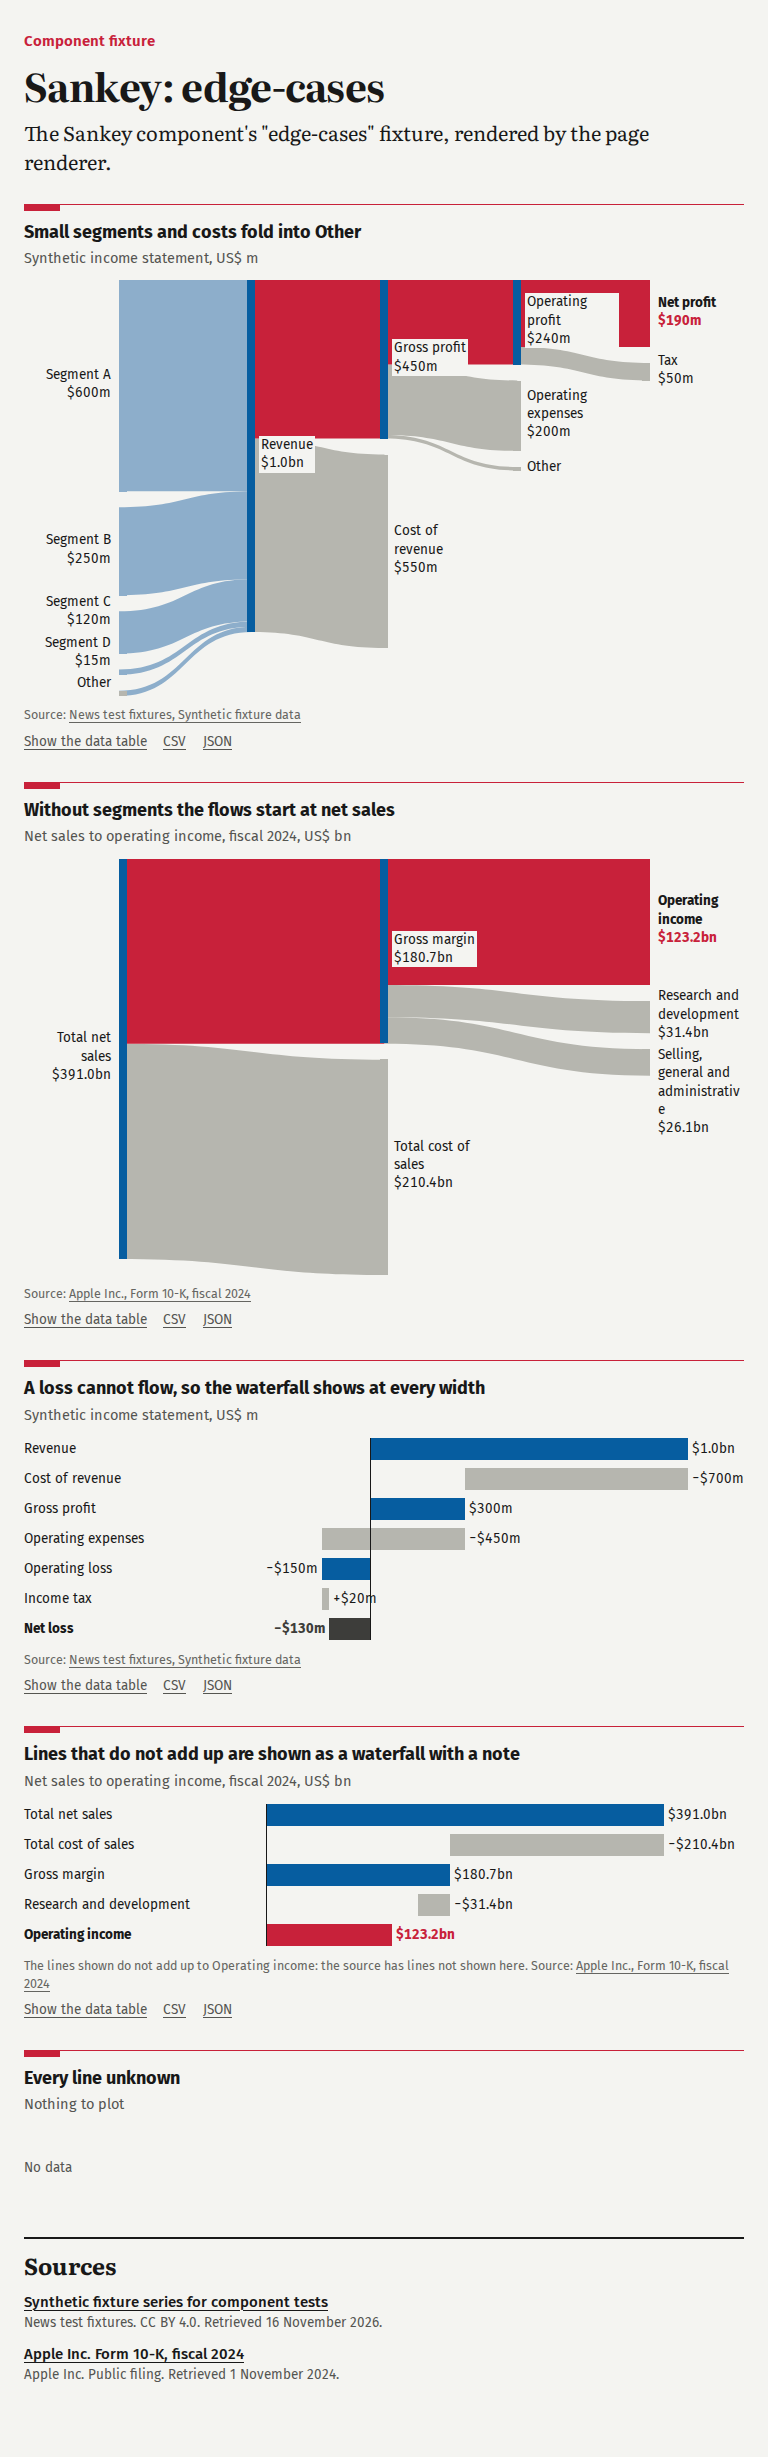 Component fixture
Sankey: edge-cases
The Sankey component's "edge-cases" fixture, rendered by the page
renderer.
Small segments and costs fold into Other
Synthetic income statement, US$ m
Segment A
$600m
Segment B
$250m
Segment C
$120m
Segment D
$15m
Other
Revenue
$1.0bn
Gross profit
$450m
Cost of
revenue
$550m
Operating
profit
$240m
Operating
expenses
$200m
Other
Net profit
$190m
Tax
$50m
Source: News test fixtures, Synthetic fixture data
Show the data table CSV JSON
Without segments the flows start at net sales
Net sales to operating income, fiscal 2024, US$ bn
Total net
sales
$391.0bn
Gross margin
$180.7bn
Total cost of
sales
$210.4bn
Operating
income
$123.2bn
Research and
development
$31.4bn
Selling,
general and
administrativ
e
$26.1bn
Source: Apple Inc., Form 10-K, fiscal 2024
Show the data table CSV JSON
A loss cannot flow, so the waterfall shows at every width
Synthetic income statement, US$ m
Revenue $1.0bn
Cost of revenue −$700m
Gross profit $300m
Operating expenses −$450m
Operating loss −$150m
Income tax +$20m
Net loss −$130m
Source: News test fixtures, Synthetic fixture data
Show the data table CSV JSON
Lines that do not add up are shown as a waterfall with a note
Net sales to operating income, fiscal 2024, US$ bn
Total net sales $391.0bn
Total cost of sales −$210.4bn
Gross margin $180.7bn
Research and development −$31.4bn
Operating income $123.2bn
The lines shown do not add up to Operating income: the source has lines not shown here. Source: Apple Inc., Form 10-K, fiscal
2024
Show the data table CSV JSON
Every line unknown
Nothing to plot
No data
Sources
Synthetic fixture series for component tests
News test fixtures. CC BY 4.0. Retrieved 16 November 2026.
Apple Inc. Form 10-K, fiscal 2024
Apple Inc. Public filing. Retrieved 1 November 2024.